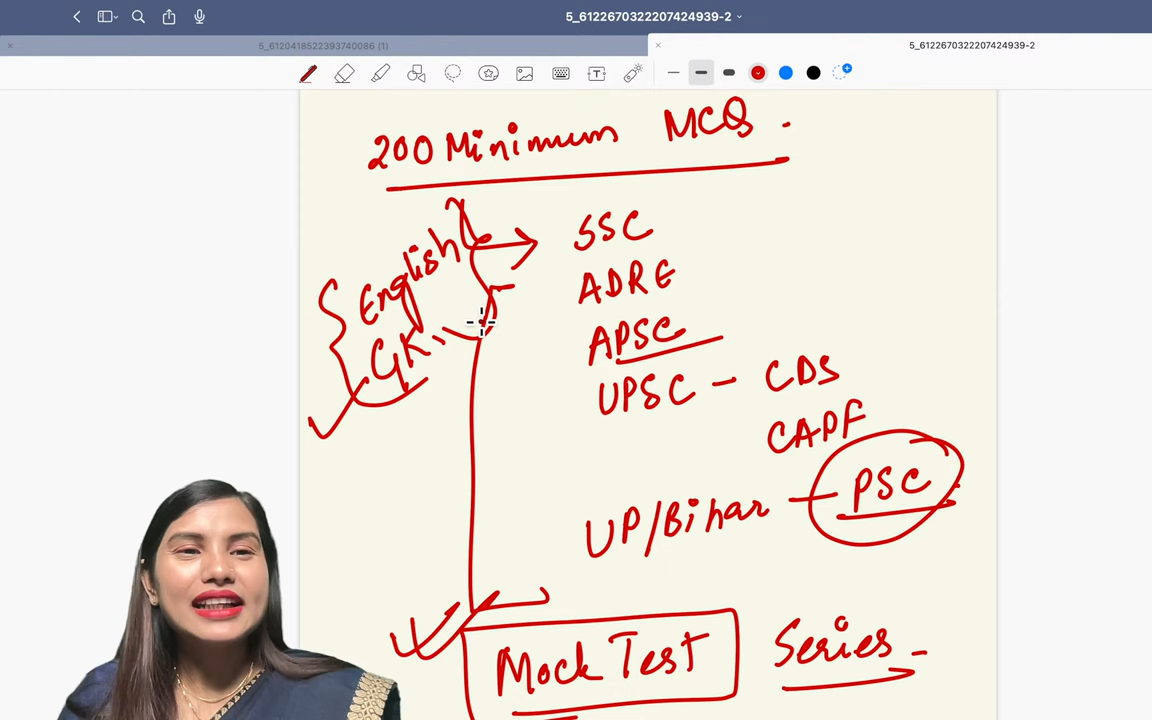 5_6122670322207424939-2
5_6120418522393740086 (1)
5_6122670322207424939-2
T
200 Minimum MCQs.
English
GK
SSC
ADRE
APSC
UPSC - CDS
CAPF
UP/Bihar - PSC
Mock Test Series -